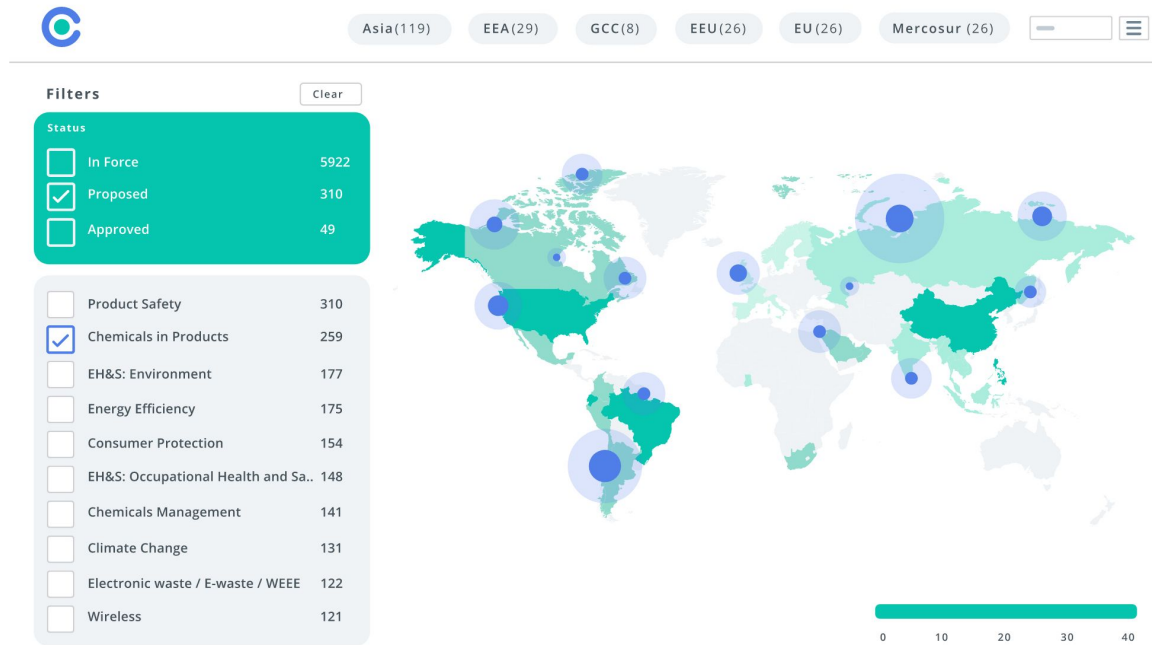 Asia(119) EEA(29) GCC(8) EEU(26) EU(26) Mercosur (26)
Filters Clear
Status
In Force 5922
Proposed 310
Approved 49
Product Safety 310
Chemicals in Products 259
EH&S: Environment 177
Energy Efficiency 175
Consumer Protection 154
EH&S: Occupational Health and Sa.. 148
Chemicals Management 141
Climate Change 131
Electronic waste / E-waste / WEEE 122
Wireless 121
0 10 20 30 40